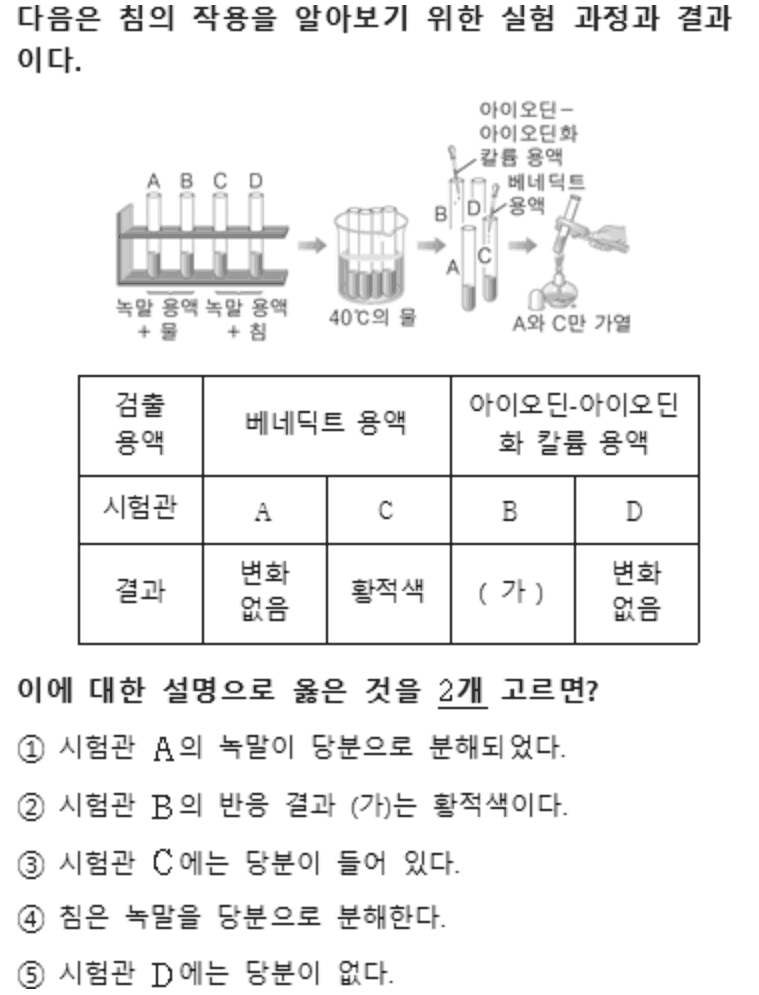 다음은 침의 작용을 알아보기 위한 실험 과정과 결과
이다.
아이오딘-
아이오딘화
칼륨 용액
베네딕트
용액
A B C D
B D
A C
녹말 용액 녹말 용액
+ 물 + 침
40℃의 물
A와 C만 가열
검출
용액
베네딕트 용액
아이오딘-아이오딘
화 칼륨 용액
시험관 A C B D
결과
변화
없음
황적색
( 가 )
변화
없음
이에 대한 설명으로 옳은 것을 2개 고르면?
① 시험관 A의 녹말이 당분으로 분해되었다.
② 시험관 B의 반응 결과 (가)는 황적색이다.
③ 시험관 C에는 당분이 들어 있다.
④ 침은 녹말을 당분으로 분해한다.
⑤ 시험관 D에는 당분이 없다.